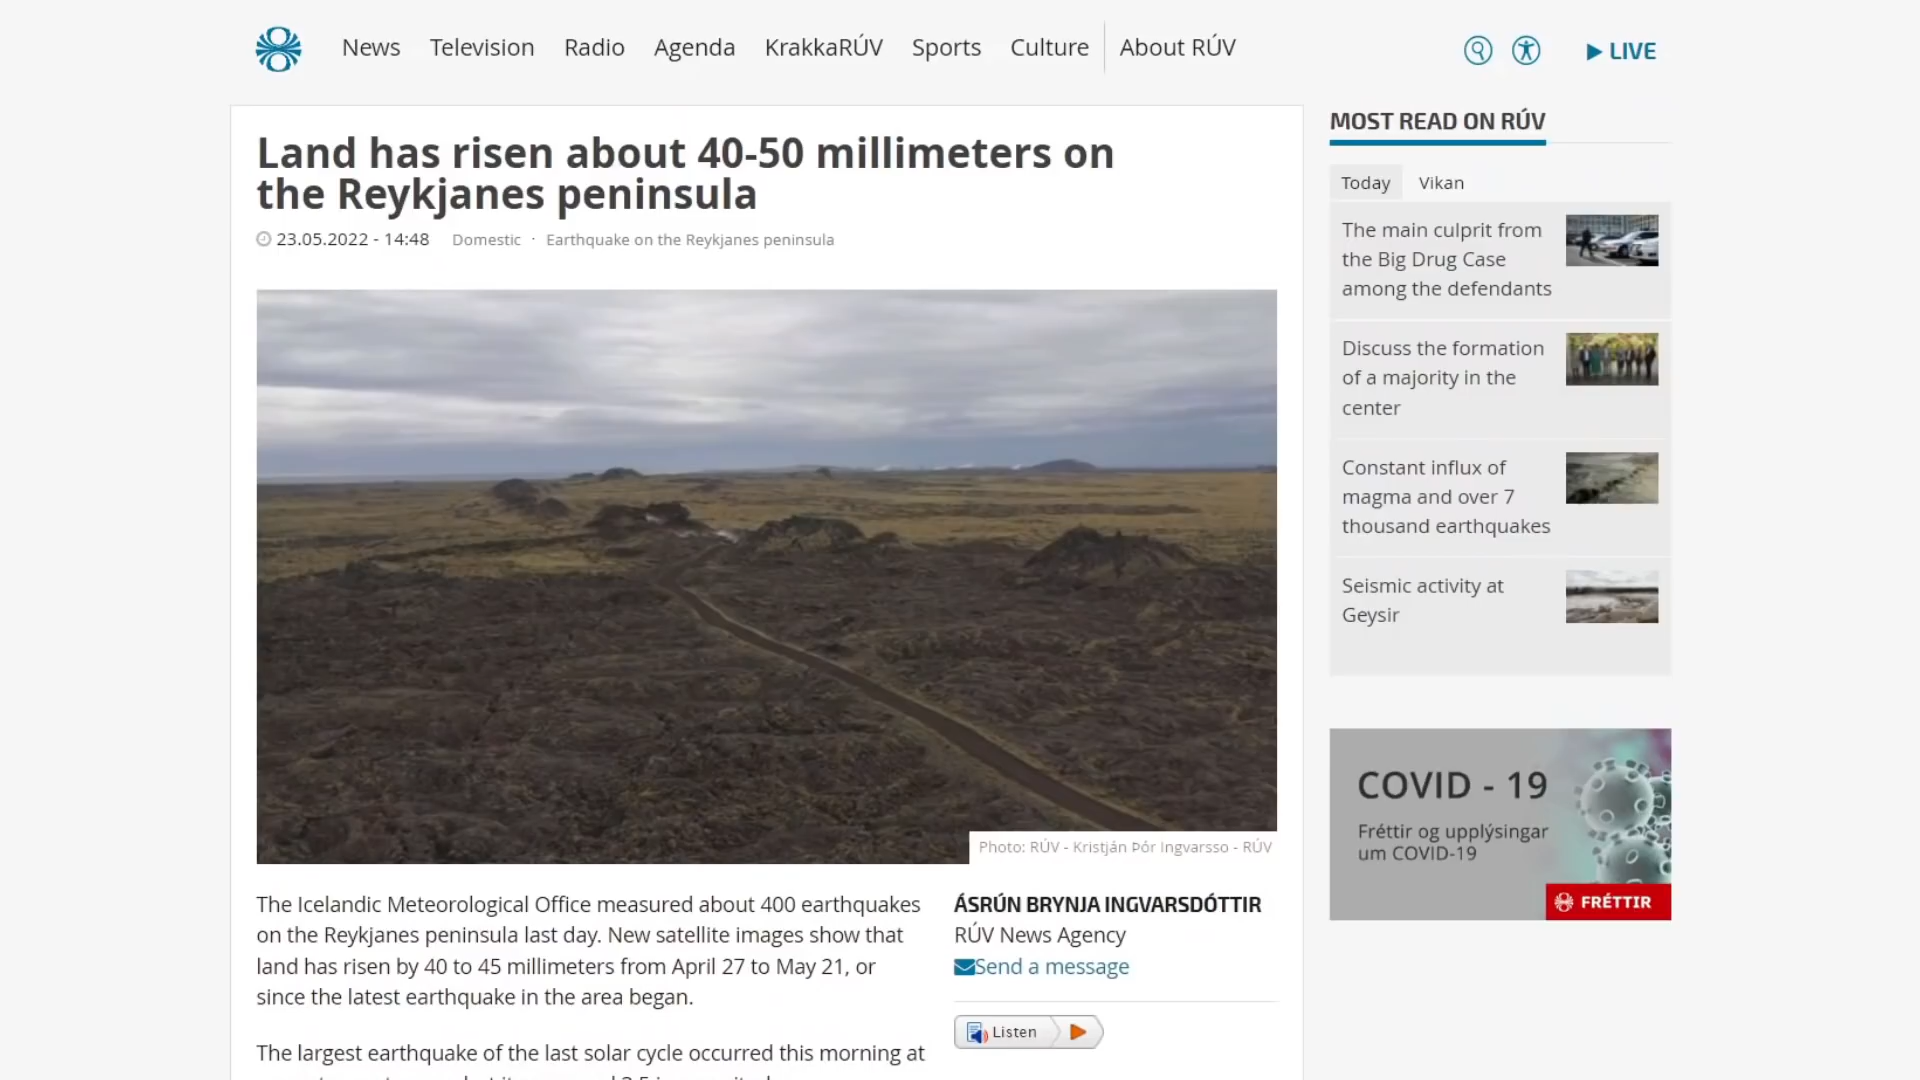 News Television Radio Agenda KrakkaRÚV Sports Culture About RÚV LIVE
Land has risen about 40-50 millimeters on
the Reykjanes peninsula
23.05.2022 - 14:48 Domestic · Earthquake on the Reykjanes peninsula
Photo: RÚV - Kristján Þór Ingvarsso - RÚV
The Icelandic Meteorological Office measured about 400 earthquakes
on the Reykjanes peninsula last day. New satellite images show that
land has risen by 40 to 45 millimeters from April 27 to May 21, or
since the latest earthquake in the area began.
The largest earthquake of the last solar cycle occurred this morning at
ÁSRÚN BRYNJA INGVARSDÓTTIR
RÚV News Agency
Send a message
Listen
MOST READ ON RÚV
Today Vikan
The main culprit from
the Big Drug Case
among the defendants
Discuss the formation
of a majority in the
center
Constant influx of
magma and over 7
thousand earthquakes
Seismic activity at
Geysir
COVID - 19
Fréttir og upplýsingar
um COVID-19
FRÉTTIR